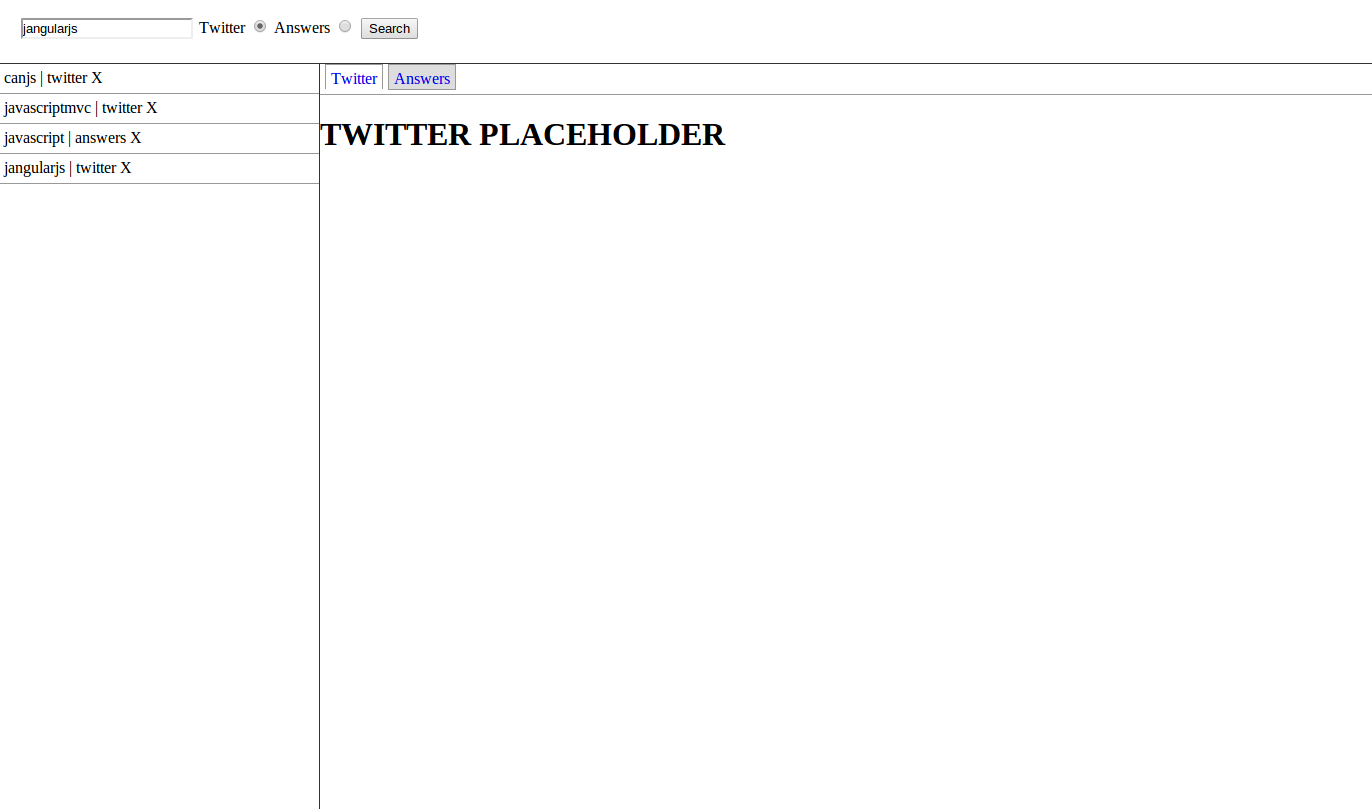 jangularjs Twitter Answers Search
canjs | twitter X
javascriptmvc | twitter X
javascript | answers X
jangularjs | twitter X
Twitter Answers
TWITTER PLACEHOLDER